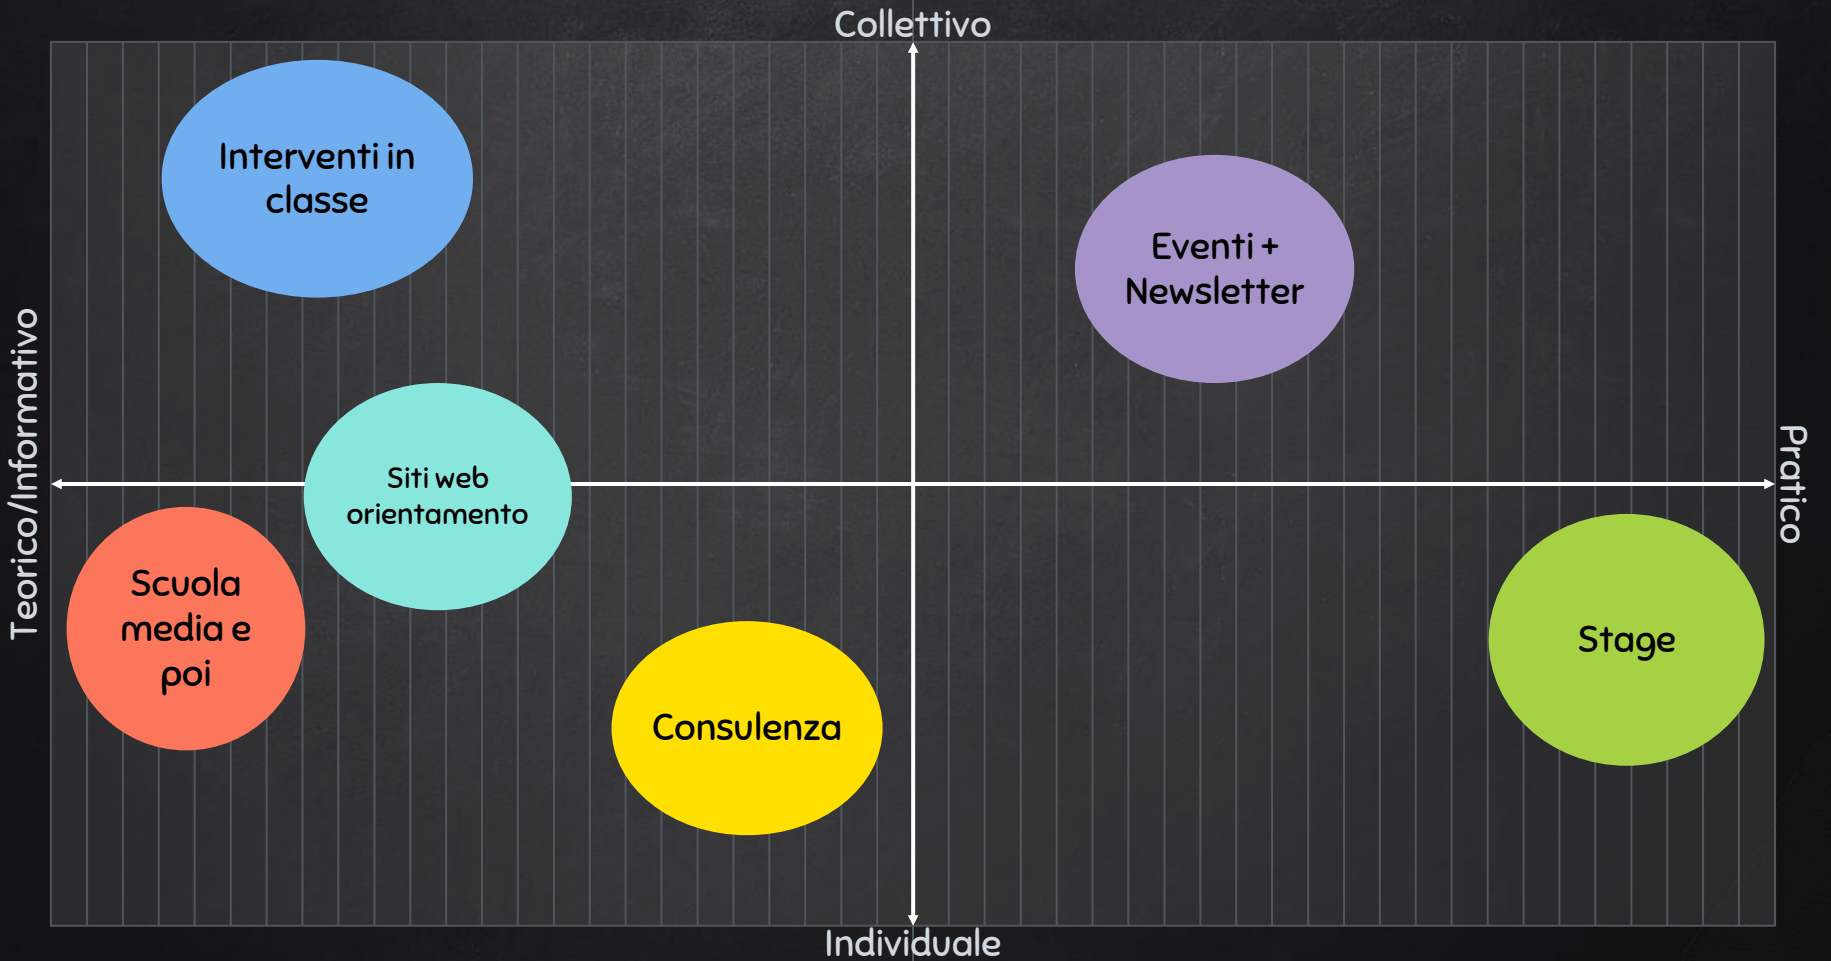 Collettivo
Interventi in
classe
Eventi +
Newsletter
Teorico/Informativo
Siti web
orientamento
Pratico
Scuola
media e
poi
Stage
Consulenza
Individuale